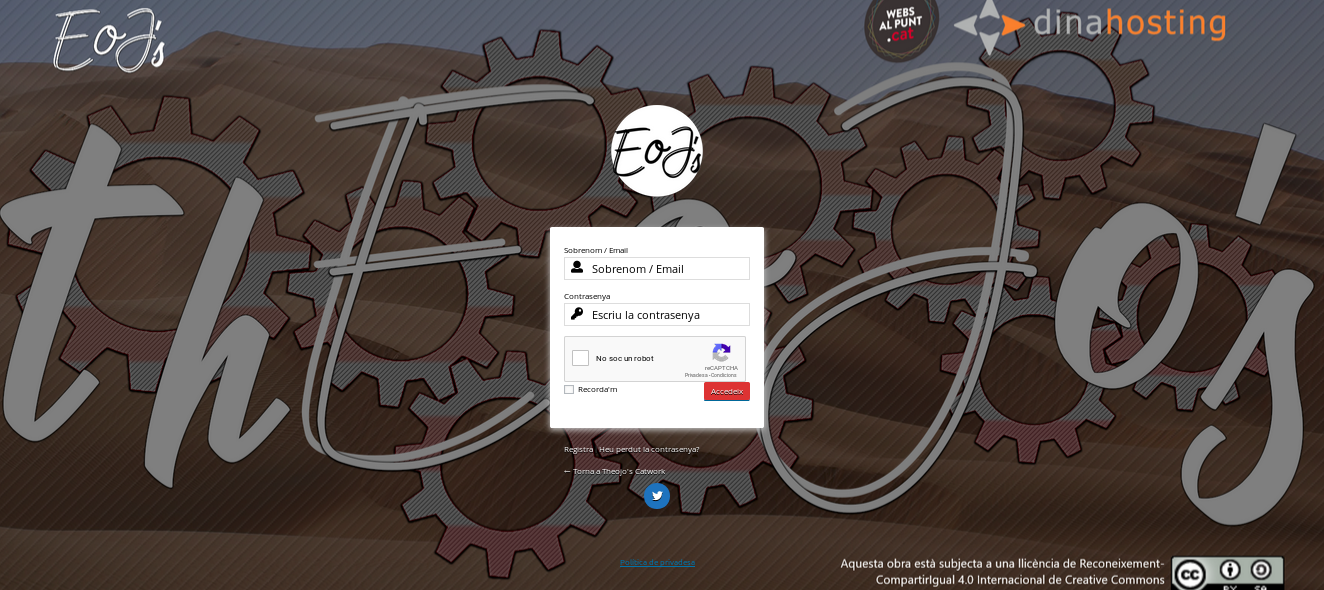 EoJ's
WEBS
AL PUNT
.cat
dinahosting
thEoJo's
EoJ's
Sobrenom / Email
Sobrenom / Email
Contrasenya
Escriu la contrasenya
No soc un robot
reCAPTCHA
Privadesa - Condicions
Recorda'm
Accedeix
Registra Heu perdut la contrasenya?
← Torna a Theojo's Catwork
Política de privadesa
Aquesta obra està subjecta a una llicència de Reconeixement-
CompartirIgual 4.0 Internacional de Creative Commons
cc
BY SA